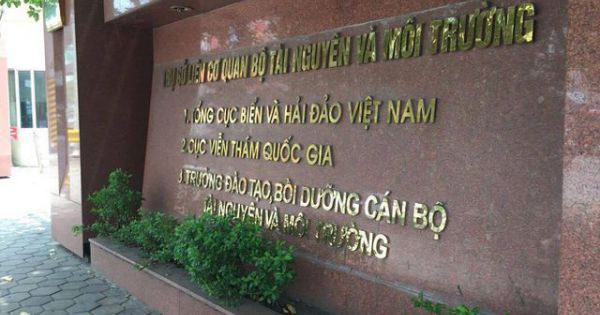 TRỤ SỞ LIÊN CƠ QUAN BỘ TÀI NGUYÊN VÀ MÔI TRƯỜNG
1. TỔNG CỤC BIỂN VÀ HẢI ĐẢO VIỆT NAM
2. CỤC VIỄN THÁM QUỐC GIA
3. TRƯỜNG ĐÀO TẠO, BỒI DƯỠNG CÁN BỘ
TÀI NGUYÊN VÀ MÔI TRƯỜNG